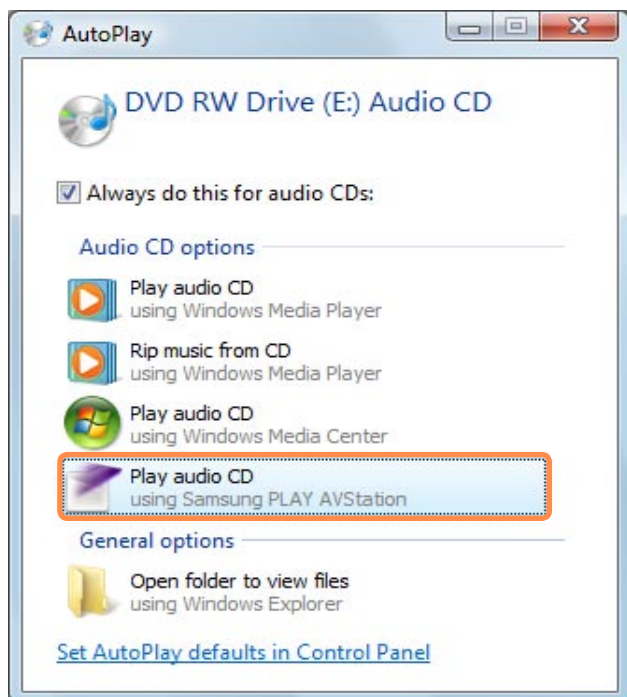 AutoPlay
DVD RW Drive (E:) Audio CD
Always do this for audio CDs:
Audio CD options
Play audio CD
using Windows Media Player
Rip music from CD
using Windows Media Player
Play audio CD
using Windows Media Center
Play audio CD
using Samsung PLAY AVStation
General options
Open folder to view files
using Windows Explorer
Set AutoPlay defaults in Control Panel